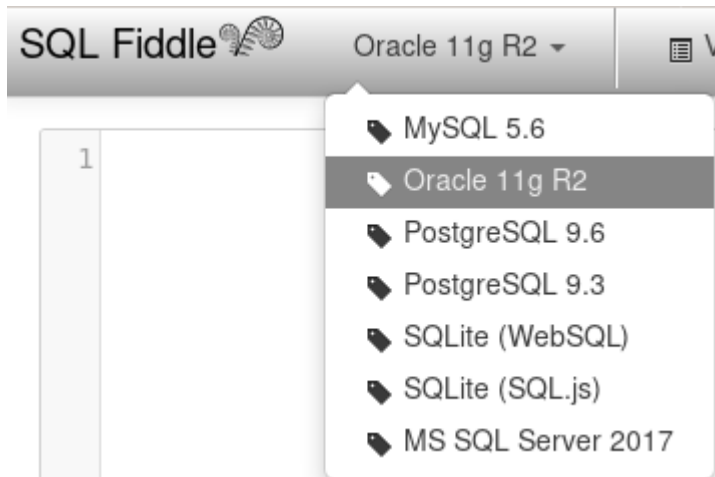 SQL Fiddle Oracle 11g R2
1
MySQL 5.6
Oracle 11g R2
PostgreSQL 9.6
PostgreSQL 9.3
SQLite (WebSQL)
SQLite (SQL.js)
MS SQL Server 2017